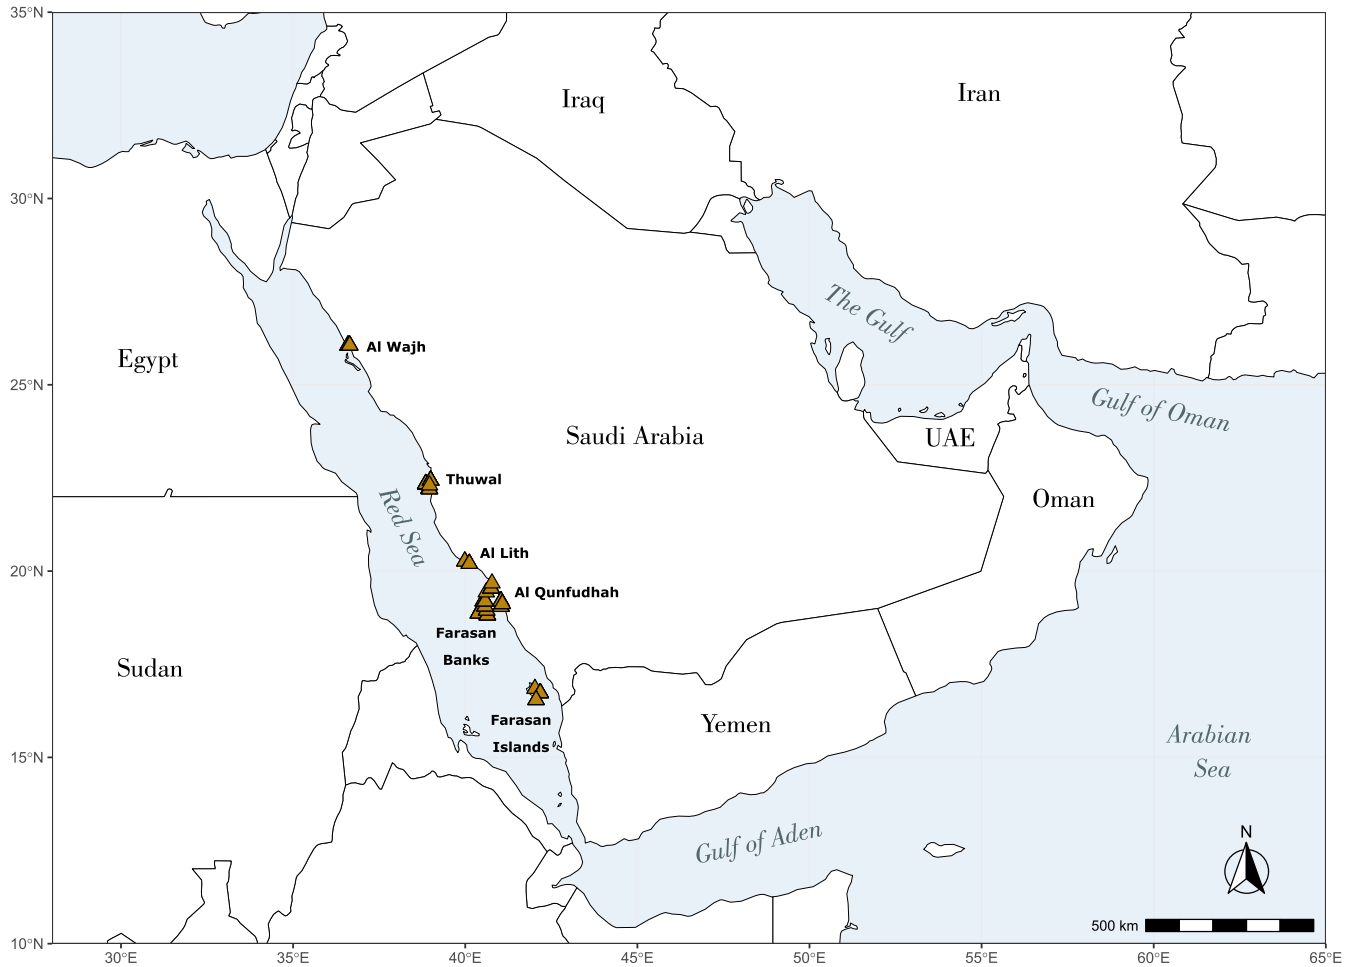 35°N
Iraq
Iran
30°N
The Gulf
Al Wajh
Egypt
25°N
Gulf of Oman
Saudi Arabia
UAE
Thuwal
Oman
Red Sea
Al Lith
20°N
Al Qunfudhah
Farasan
Banks
Sudan
Farasan
Islands
Yemen
Arabian
Sea
15°N
Gulf of Aden
N
500 km
10°N
30°E
35°E
40°E
45°E
50°E
55°E
60°E
65°E